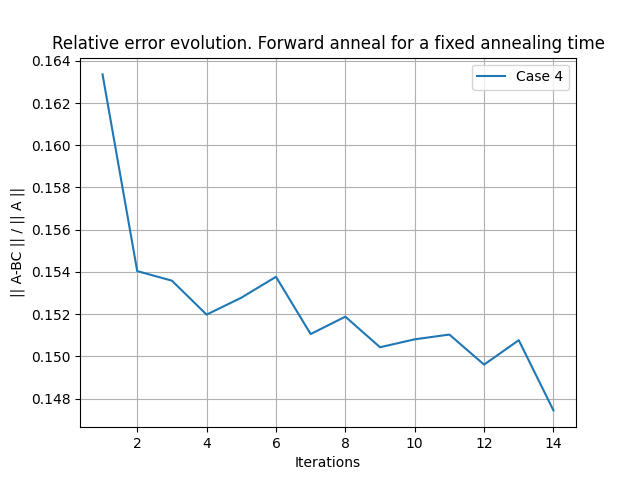 Relative error evolution. Forward anneal for a fixed annealing time
Case 4
|| A-BC || / || A ||
0.164
0.162
0.160
0.158
0.156
0.154
0.152
0.150
0.148
2 4 6 8 10 12 14
Iterations